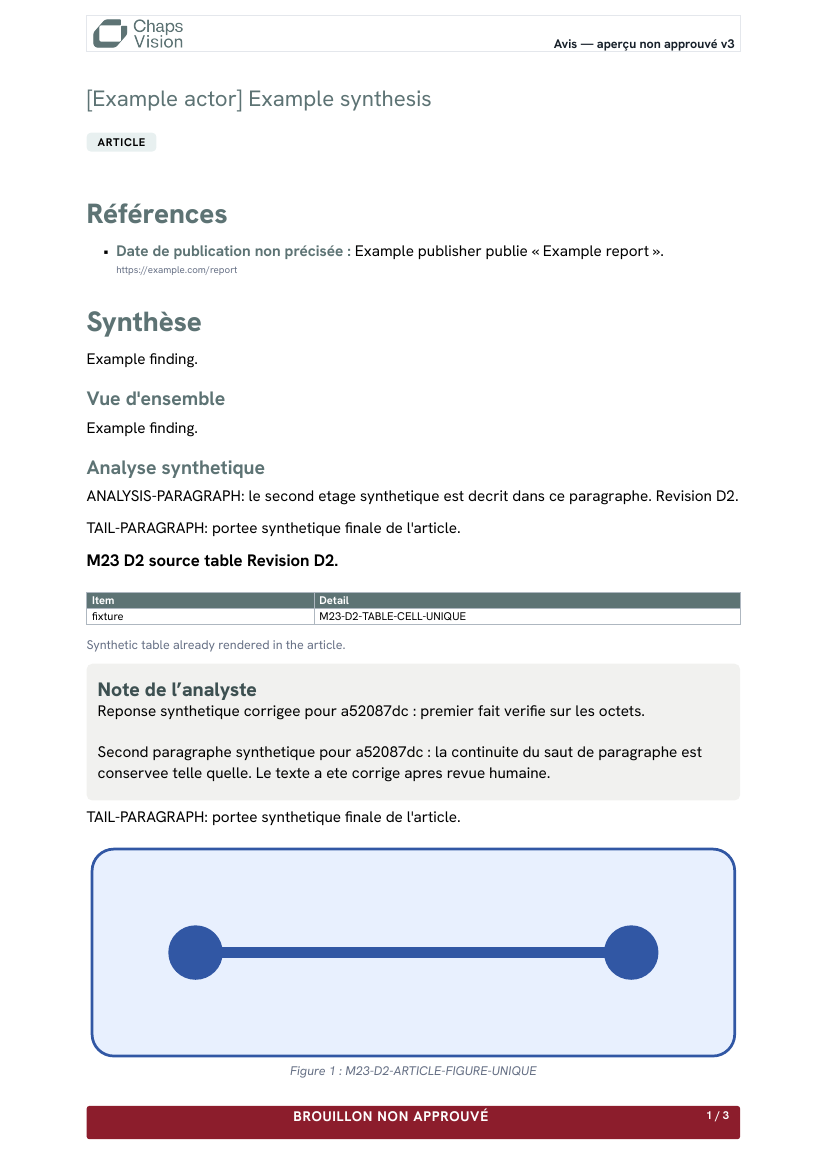 Chaps
Vision
Avis — aperçu non approuvé v3
[Example actor] Example synthesis
ARTICLE
Références
▪ Date de publication non précisée : Example publisher publie « Example report ».
https://example.com/report
Synthèse
Example finding.
Vue d'ensemble
Example finding.
Analyse synthetique
ANALYSIS-PARAGRAPH: le second etage synthetique est decrit dans ce paragraphe. Revision D2.
TAIL-PARAGRAPH: portee synthetique finale de l'article.
M23 D2 source table Revision D2.
Item Detail
fixture M23-D2-TABLE-CELL-UNIQUE
Synthetic table already rendered in the article.
Note de l’analyste
Reponse synthetique corrigee pour a52087dc : premier fait verifie sur les octets.
Second paragraphe synthetique pour a52087dc : la continuite du saut de paragraphe est
conservee telle quelle. Le texte a ete corrige apres revue humaine.
TAIL-PARAGRAPH: portee synthetique finale de l'article.
Figure 1 : M23-D2-ARTICLE-FIGURE-UNIQUE
BROUILLON NON APPROUVÉ
1 / 3